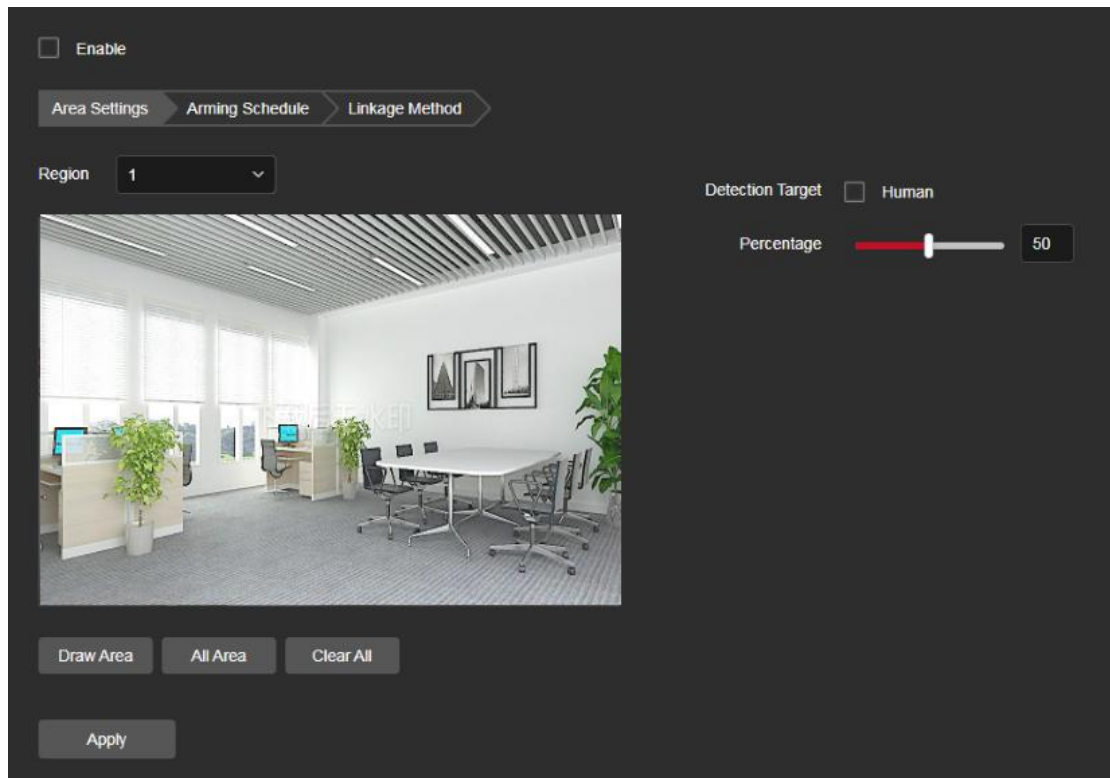 Enable
Area Settings Arming Schedule Linkage Method
Region 1
Detection Target Human
Percentage 50
Draw Area All Area Clear All
Apply